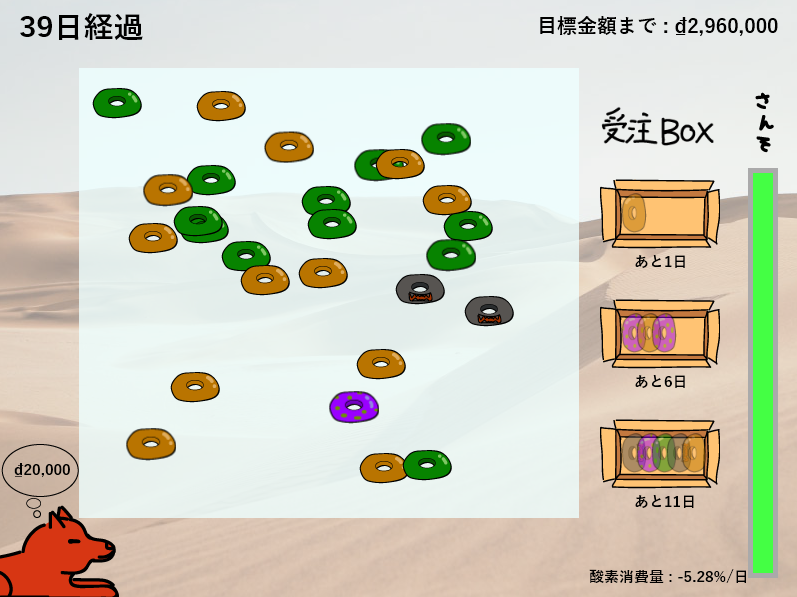 39日経過
目標金額まで：₫2,960,000
受注BOX
さんそ
あと1日
あと6日
あと11日
₫20,000
酸素消費量：-5.28%/日